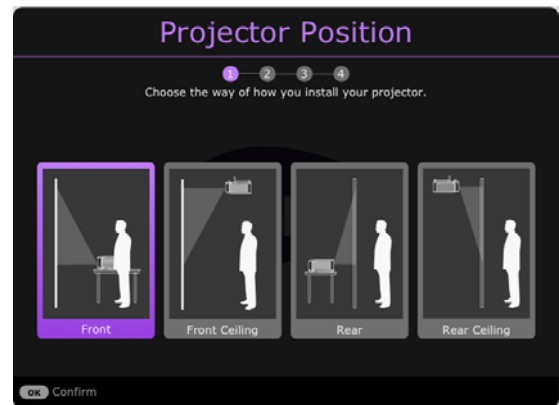 Projector Position
1 2 3 4
Choose the way of how you install your projector.
Front Front Ceiling Rear Rear Ceiling
OK Confirm